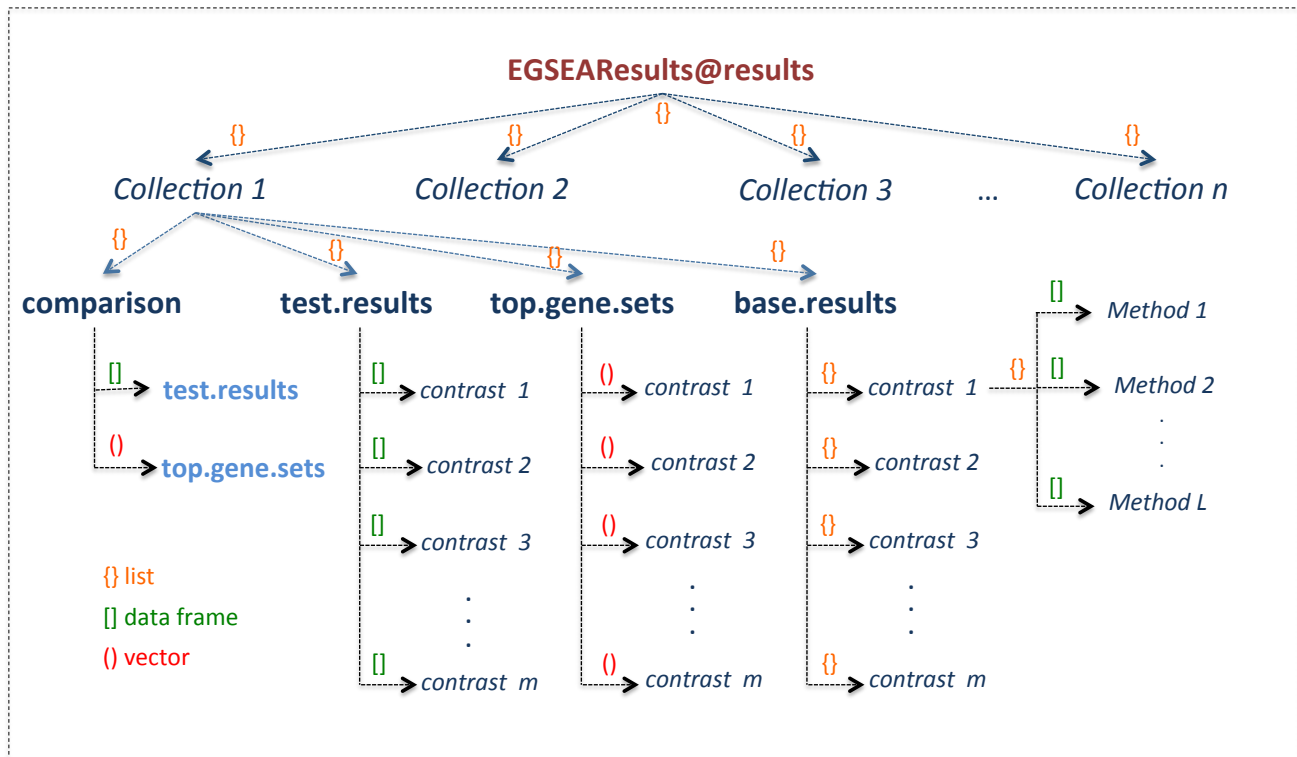 EGSEAResults@results
{} {} {} {} {}
Collection 1 Collection 2 Collection 3 ... Collection n
{} {} {} {}
comparison test.results top.gene.sets base.results
[] Method 1
[] test.results [] contrast 1 () contrast 1 {} contrast 1 {} [] Method 2
() top.gene.sets [] contrast 2 () contrast 2 {} contrast 2
[] Method L
[] contrast 3 () contrast 3 {} contrast 3
{} list
[] data frame
() vector
[] contrast m () contrast m {} contrast m